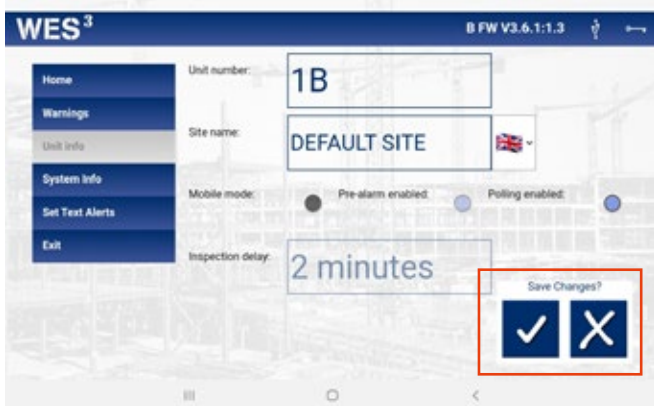 WES³
B FW V3.6.1:1.3
Home
Warnings
Unit info
System Info
Set Text Alerts
Exit
Unit number:
1B
Site name:
DEFAULT SITE
Mobile mode:
Pre-alarm enabled:
Polling enabled:
Inspection delay:
2 minutes
Save Changes?